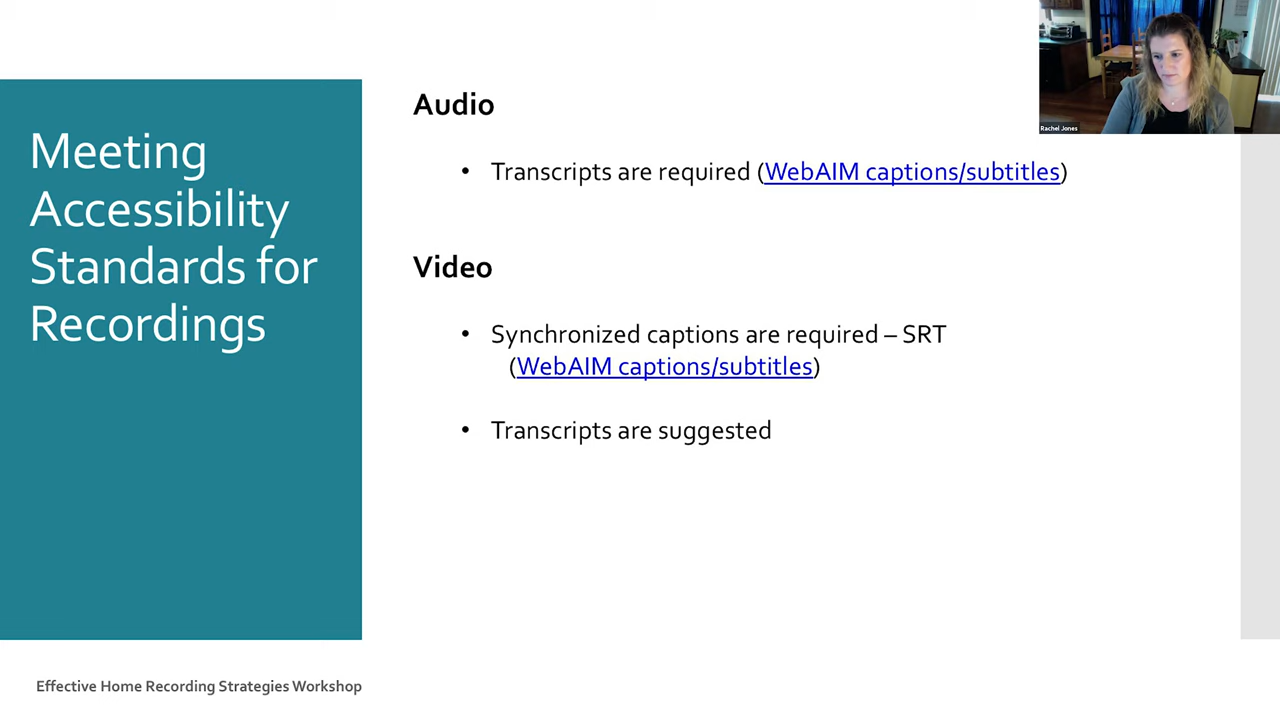 Meeting
Accessibility
Standards for
Recordings
Audio
• Transcripts are required (WebAIM captions/subtitles)
Video
• Synchronized captions are required – SRT
(WebAIM captions/subtitles)
• Transcripts are suggested
Rachel Jones
Effective Home Recording Strategies Workshop